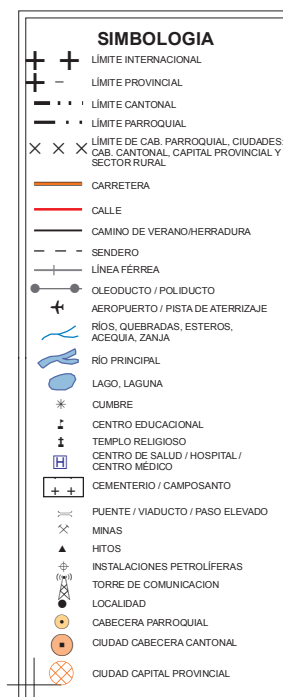 SIMBOLOGIA
LÍMITE INTERNACIONAL
LÍMITE PROVINCIAL
LÍMITE CANTONAL
LÍMITE PARROQUIAL
LÍMITE DE CAB. PARROQUIAL, CIUDADES:
CAB. CANTONAL, CAPITAL PROVINCIAL Y
SECTOR RURAL
CARRETERA
CALLE
CAMINO DE VERANO/HERRADURA
SENDERO
LÍNEA FÉRREA
OLEODUCTO / POLIDUCTO
AEROPUERTO / PISTA DE ATERRIZAJE
RÍOS, QUEBRADAS, ESTEROS,
ACEQUIA, ZANJA
RÍO PRINCIPAL
LAGO, LAGUNA
CUMBRE
CENTRO EDUCACIONAL
TEMPLO RELIGIOSO
H CENTRO DE SALUD / HOSPITAL /
CENTRO MÉDICO
CEMENTERIO / CAMPOSANTO
PUENTE / VIADUCTO / PASO ELEVADO
MINAS
HITOS
INSTALACIONES PETROLÍFERAS
TORRE DE COMUNICACION
LOCALIDAD
CABECERA PARROQUIAL
CIUDAD CABECERA CANTONAL
CIUDAD CAPITAL PROVINCIAL